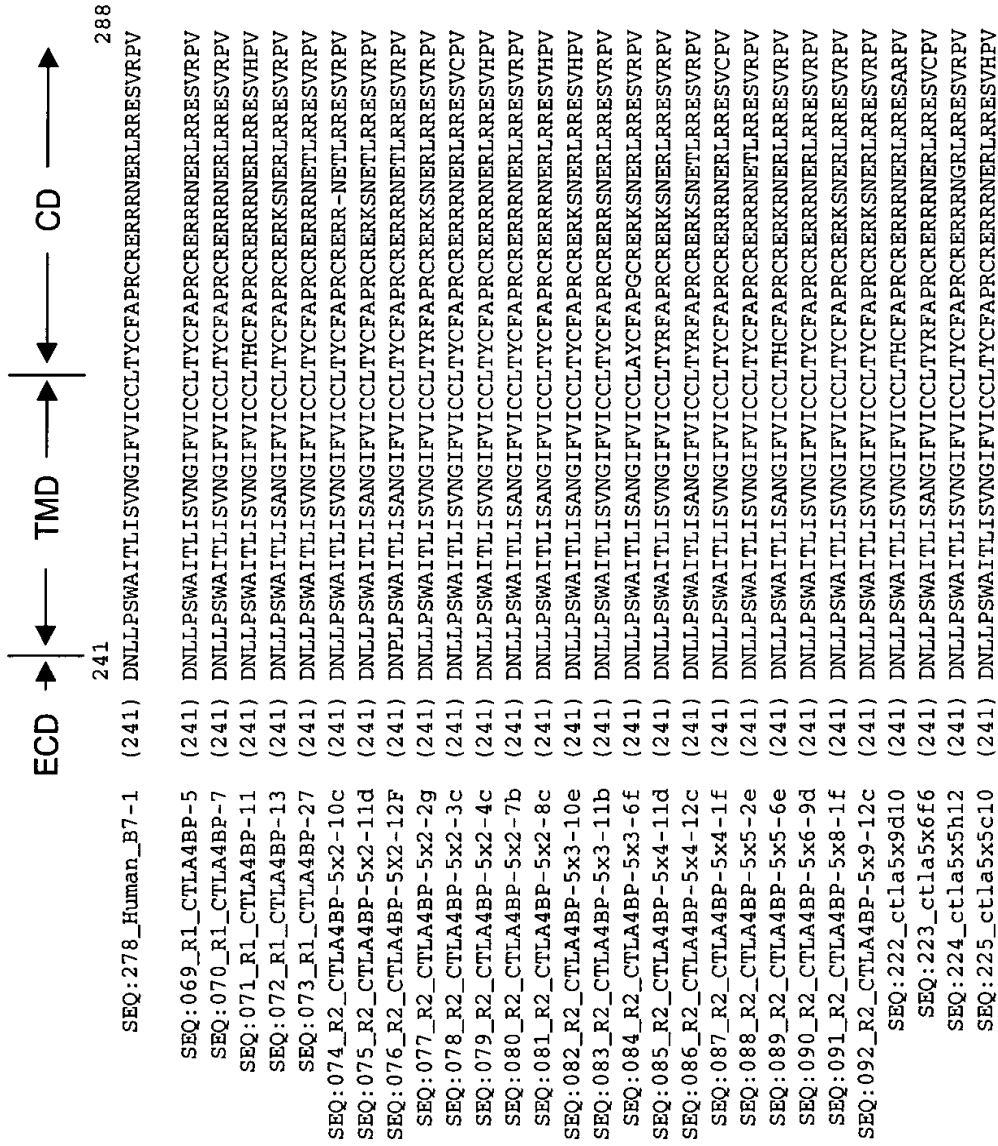 ECD TMD CD
241 288
SEQ:278_Human_B7-1 (241) DNLLPSWAITLISVNGIFVICCLTYCFAPRCRERRRNERLRRESVRPV
SEQ:069_R1_CTLA4BP-5 (241) DNLLPSWAITLISVNGIFVICCLTYCFAPRCRERRRNERLRRESVRPV
SEQ:070_R1_CTLA4BP-7 (241) DNLLPSWAITLISVNGIFVICCLTYCFAPRCRERRRNERLRRESVRPV
SEQ:071_R1_CTLA4BP-11 (241) DNLLPSWAITLISVNGIFVICCLTHCFAPRCRERRRNERLRRESVHPV
SEQ:072_R1_CTLA4BP-13 (241) DNLLPSWAITLISANGIFVICCLTYCFAPRCRERKSNERLRRESVRPV
SEQ:073_R1_CTLA4BP-27 (241) DNLLPSWAITLISVNGIFVICCLTYCFAPRCRERRRNETLRRESVRPV
SEQ:074_R2_CTLA4BP-5x2-10c (241) DNLLPSWAITLISVNGIFVICCLTYCFAPRCRERR-NETLRRESVRPV
SEQ:075_R2_CTLA4BP-5x2-11d (241) DNLLPSWAITLISANGIFVICCLTYCFAPRCRERKSNETLRRESVRPV
SEQ:076_R2_CTLA4BP-5X2-12F (241) DNPLPSWAITLISANGIFVICCLTYCFAPRCRERRRNETLRRESVRPV
SEQ:077_R2_CTLA4BP-5x2-2g (241) DNLLPSWAITLISVNGIFVICCLTYRFAPRCRERKSNERLRRESVRPV
SEQ:078_R2_CTLA4BP-5x2-3c (241) DNLLPSWAITLISVNGIFVICCLTYCFAPRCRERRRNERLRRESVCPV
SEQ:079_R2_CTLA4BP-5x2-4c (241) DNLLPSWAITLISVNGIFVICCLTYCFAPRCRERRRNERLRRESVHPV
SEQ:080_R2_CTLA4BP-5x2-7b (241) DNLLPSWAITLISANGIFVICCLTYCFAPRCRERRRNERLRRESVRPV
SEQ:081_R2_CTLA4BP-5x2-8c (241) DNLLPSWAITLISANGIFVICCLTYCFAPRCRERRRNERLRRESVHPV
SEQ:082_R2_CTLA4BP-5x3-10e (241) DNLLPSWAITLISANGIFVICCLTYCFAPRCRERKSNERLRRESVHPV
SEQ:083_R2_CTLA4BP-5x3-11b (241) DNLLPSWAITLISVNGIFVICCLTYCFAPRCRERRSNERLRRESVRPV
SEQ:084_R2_CTLA4BP-5x3-6f (241) DNLLPSWAITLISANGIFVICCLAYCFAPGCRERKSNERLRRESVRPV
SEQ:085_R2_CTLA4BP-5x4-11d (241) DNLLPSWAITLISVNGIFVICCLTYRFAPRCRERKSNERLRRESVRPV
SEQ:086_R2_CTLA4BP-5x4-12c (241) DNLLPSWAITLISANGIFVICCLTYRFAPRCRERKSNETLRRESVRPV
SEQ:087_R2_CTLA4BP-5x4-1f (241) DNLLPSWAITLISVNGIFVICCLTYCFAPRCRERRRNERLRRESVCPV
SEQ:088_R2_CTLA4BP-5x5-2e (241) DNLLPSWAITLISVNGIFVICCLTYCFAPRCRERRRNETLRRESVRPV
SEQ:089_R2_CTLA4BP-5x5-6e (241) DNLLPSWAITLISANGIFVICCLTHCFAPRCRERKRNERLRRESVRPV
SEQ:090_R2_CTLA4BP-5x6-9d (241) DNLLPSWAITLISVNGIFVICCLTYRFAPRCRERRRNERLRRESVRPV
SEQ:091_R2_CTLA4BP-5x8-1f (241) DNLLPSWAITLISVNGIFVICCLTYCFAPRCRERKSNERLRRESVRPV
SEQ:092_R2_CTLA4BP-5x9-12c (241) DNLLPSWAITLISVNGIFVICCLTYCFAPRCRERKSNERLRRESVRPV
SEQ:222_ctla5x9d10 (241) DNLLPSWAITLISVNGIFVICCLTHCFAPRCRERRRNERLRRESARPV
SEQ:223_ctla5x6f6 (241) DNLLPSWAITLISANGIFVICCLTYRFAPRCRERRRNERLRRESVCPV
SEQ:224_ctla5x5h12 (241) DNLLPSWAITLISVNGIFVICCLTYCFAPRCRERRRNGRLRRESVRPV
SEQ:225_ctla5x5c10 (241) DNLLPSWAITLISVNGIFVICCLTYCFAPRCRERRRNERLRRESVHPV